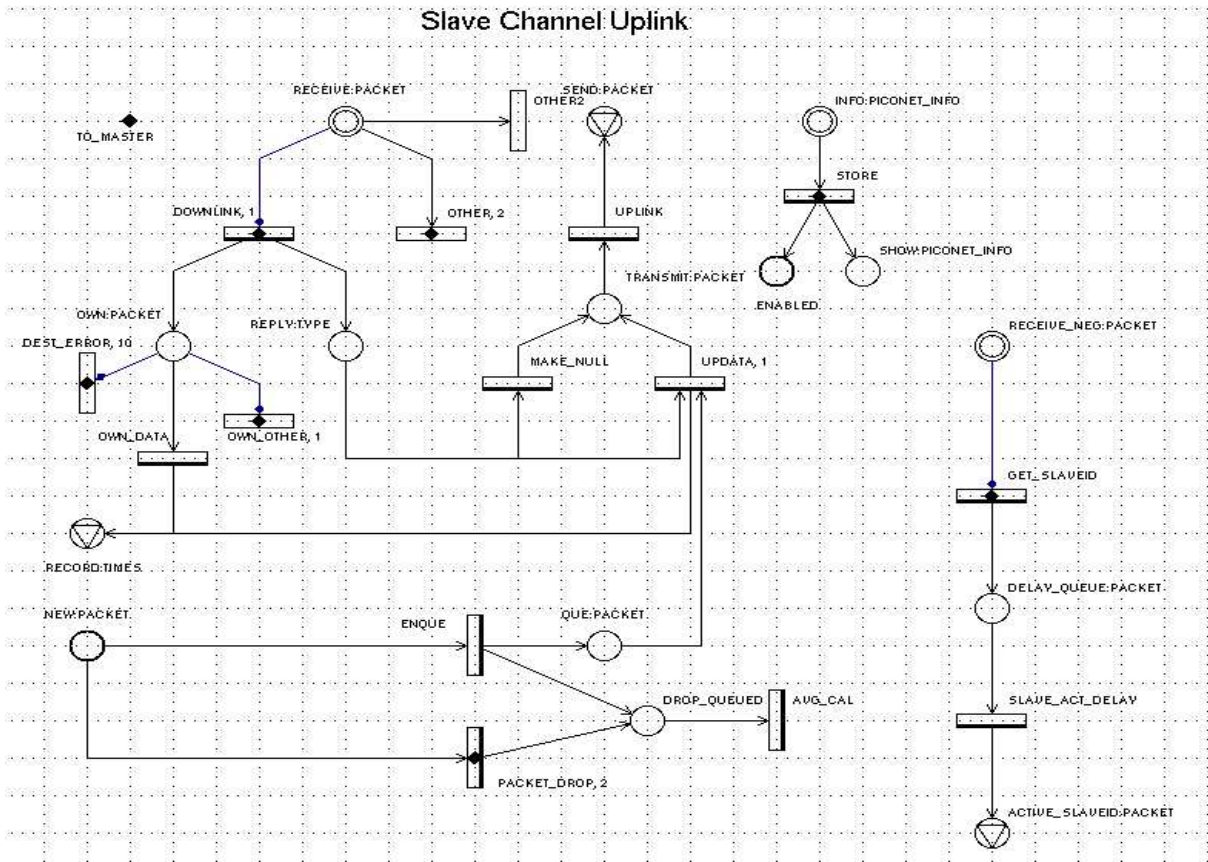 Slave Channel Uplink
RECEIVE:PACKET
SEND:PACKET
OTHER2
INFO:PICONET_INFO
TO_MASTER
STORE
DOWNLINK, 1
OTHER, 2
UPLINK
SHOW:PICONET_INFO
TRANSMIT:PACKET
ENABLED
OWN:PACKET
REPLY:TYPE
RECEIVE_NEG:PACKET
DEST_ERROR, 10
MAKE_NULL
UPDATA, 1
OWN_DATA
OWN_OTHER, 1
GET_SLAVEID
RECORD:TIMES
DELAY_QUEUE:PACKET
NEW:PACKET
ENQUE
QUE:PACKET
DROP_QUEUED
AVG_CAL
SLAVE_ACT_DELAY
PACKET_DROP, 2
ACTIVE_SLAVEID:PACKET